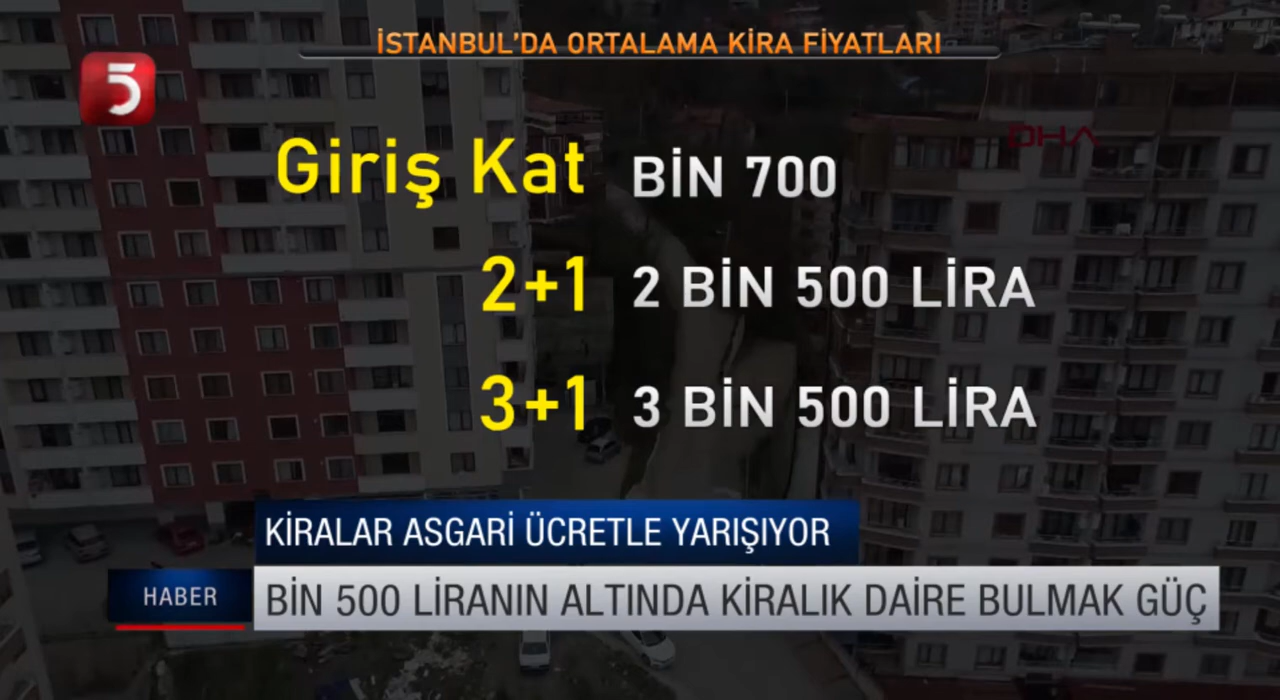 İSTANBUL'DA ORTALAMA KİRA FİYATLARI
5
DHA
Giriş Kat BİN 700
2+1 2 BİN 500 LİRA
3+1 3 BİN 500 LİRA
KİRALAR ASGARİ ÜCRETLE YARIŞIYOR
HABER
BİN 500 LİRANIN ALTINDA KİRALIK DAİRE BULMAK GÜÇ